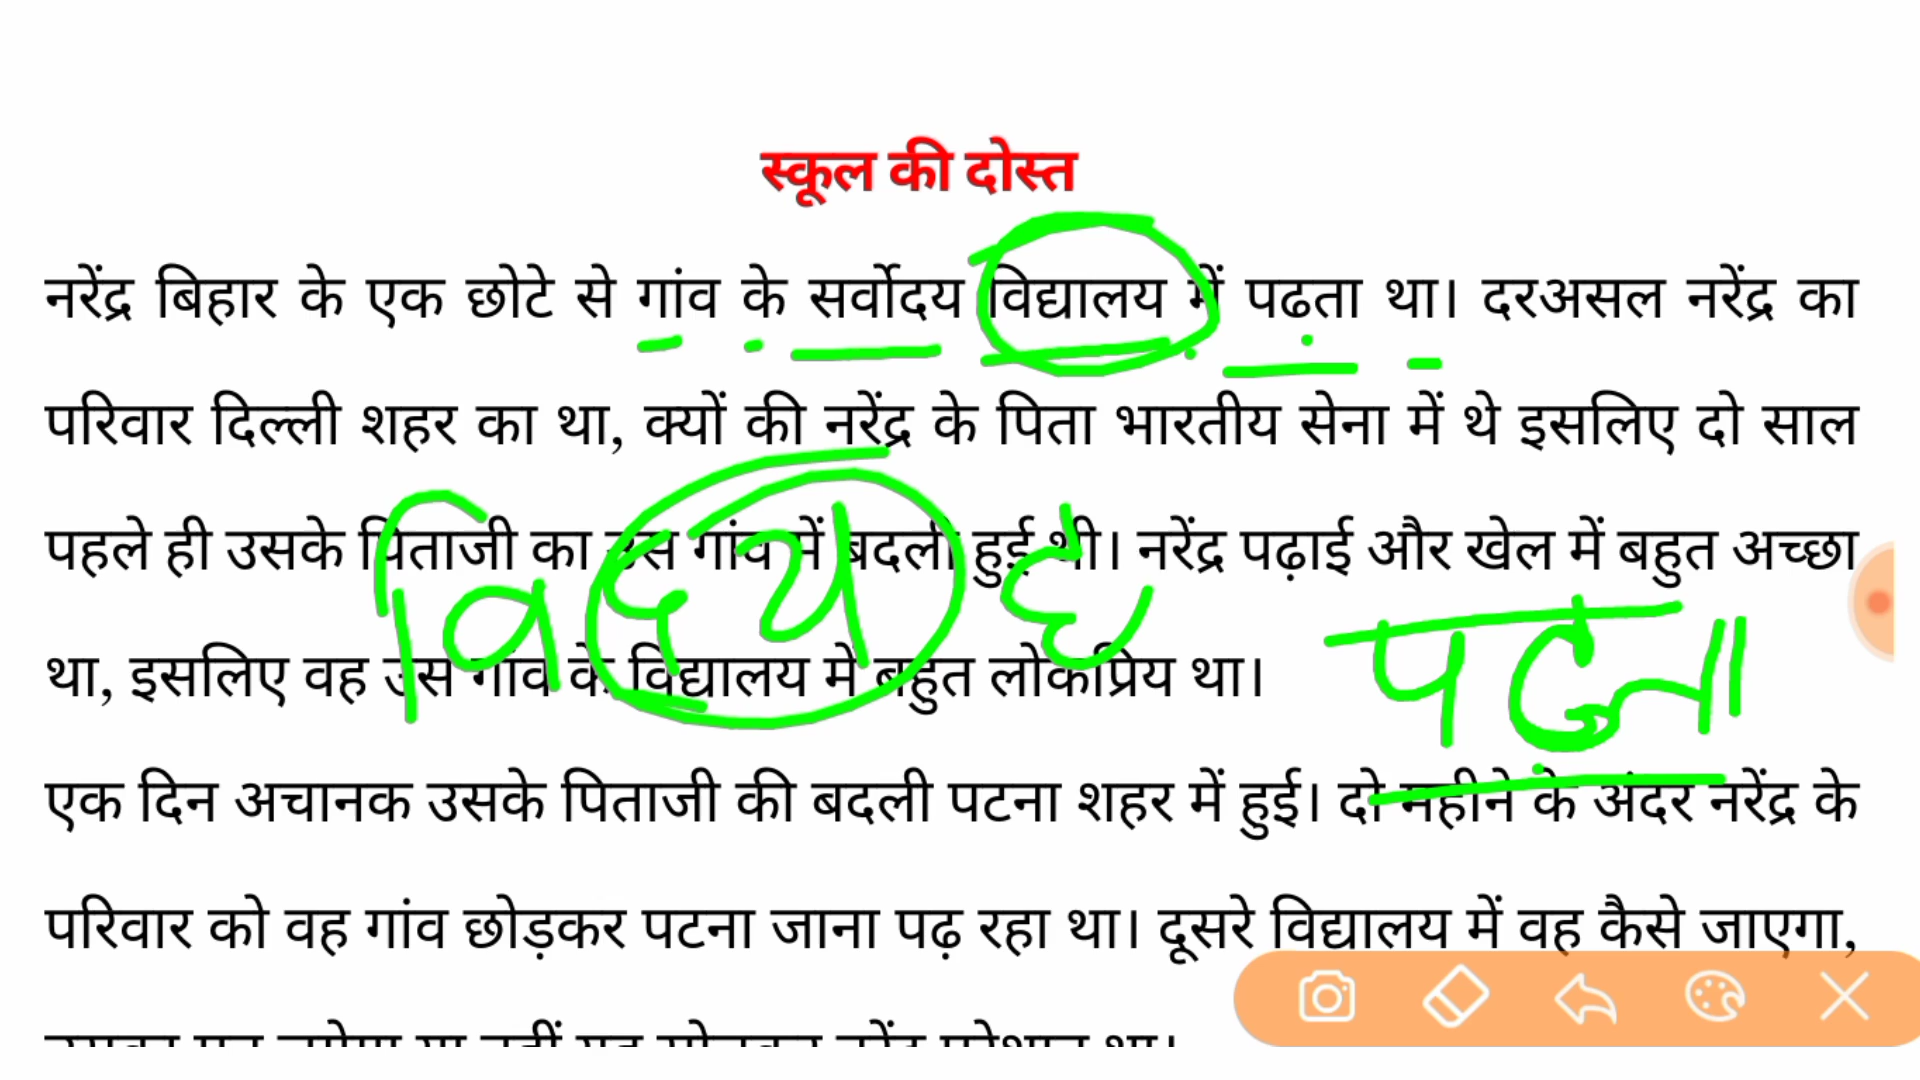 स्कूल की दोस्त
नरेंद्र बिहार के एक छोटे से गांव के सर्वोदय विद्यालय में पढता था। दरअसल नरेंद्र का
परिवार दिल्ली शहर का था, क्यों की नरेंद्र के पिता भारतीय सेना में थे इसलिए दो साल
पहले ही उसके पिताजी का उस गांव में बदली हुई थी। नरेंद्र पढ़ाई और खेल में बहुत अच्छा
वि द य द्य
था, इसलिए वह उस गांव के विद्यालय में बहुत लोकप्रिय था।
पढना
एक दिन अचानक उसके पिताजी की बदली पटना शहर में हुई। दो महीने के अंदर नरेंद्र के
परिवार को वह गांव छोड़कर पटना जाना पढ़ रहा था। दूसरे विद्यालय में वह कैसे जाएगा,